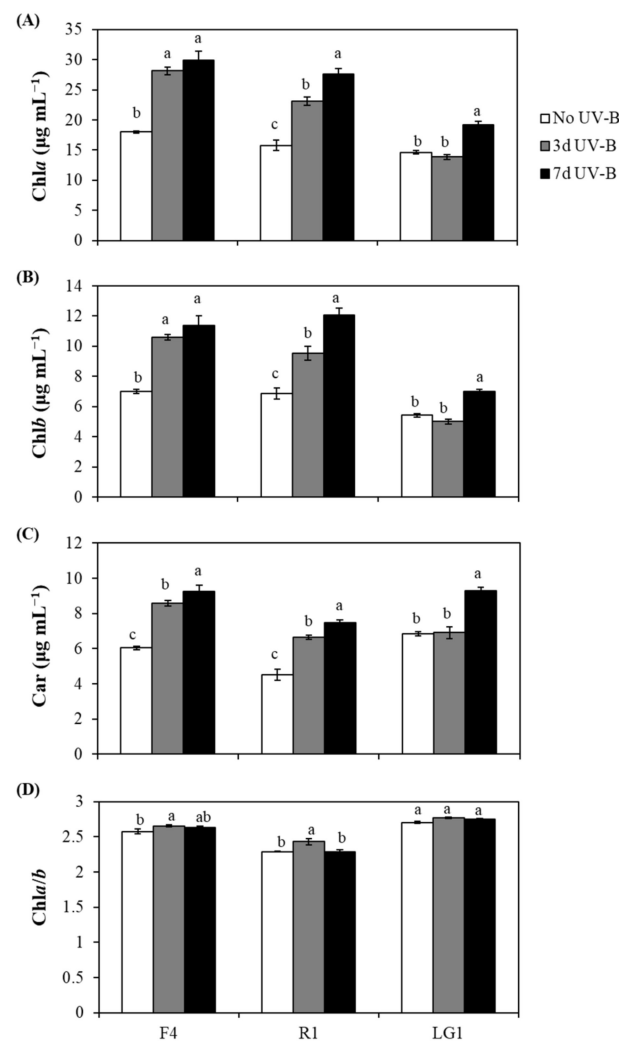 (A)
35
30
25
20
15
10
5
0
Chla (µg mL⁻¹)
b
a
a
c
b
a
b
b
a
No UV-B
3d UV-B
7d UV-B
(B)
14
12
10
8
6
4
2
0
Chlb (µg mL⁻¹)
b
a
a
c
b
a
b
b
a
(C)
12
10
8
6
4
2
0
Car (µg mL⁻¹)
c
b
a
c
b
a
b
b
a
(D)
3
2.5
2
1.5
1
0.5
0
Chla/b
b
a
ab
b
a
b
a
a
a
F4 R1 LG1